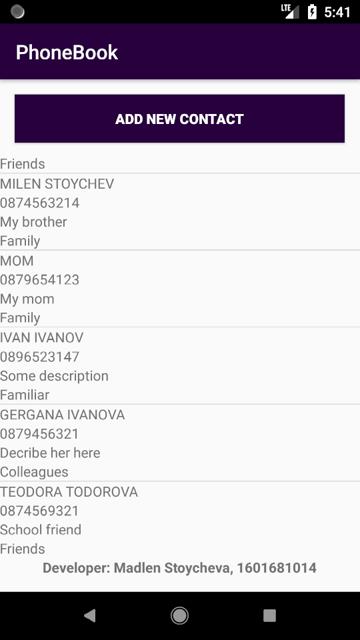 LTE 5:41
PhoneBook
ADD NEW CONTACT
Friends
MILEN STOYCHEV
0874563214
My brother
Family
MOM
0879654123
My mom
Family
IVAN IVANOV
0896523147
Some description
Familiar
GERGANA IVANOVA
0879456321
Decribe her here
Colleagues
TEODORA TODOROVA
0874569321
School friend
Friends
Developer: Madlen Stoycheva, 1601681014